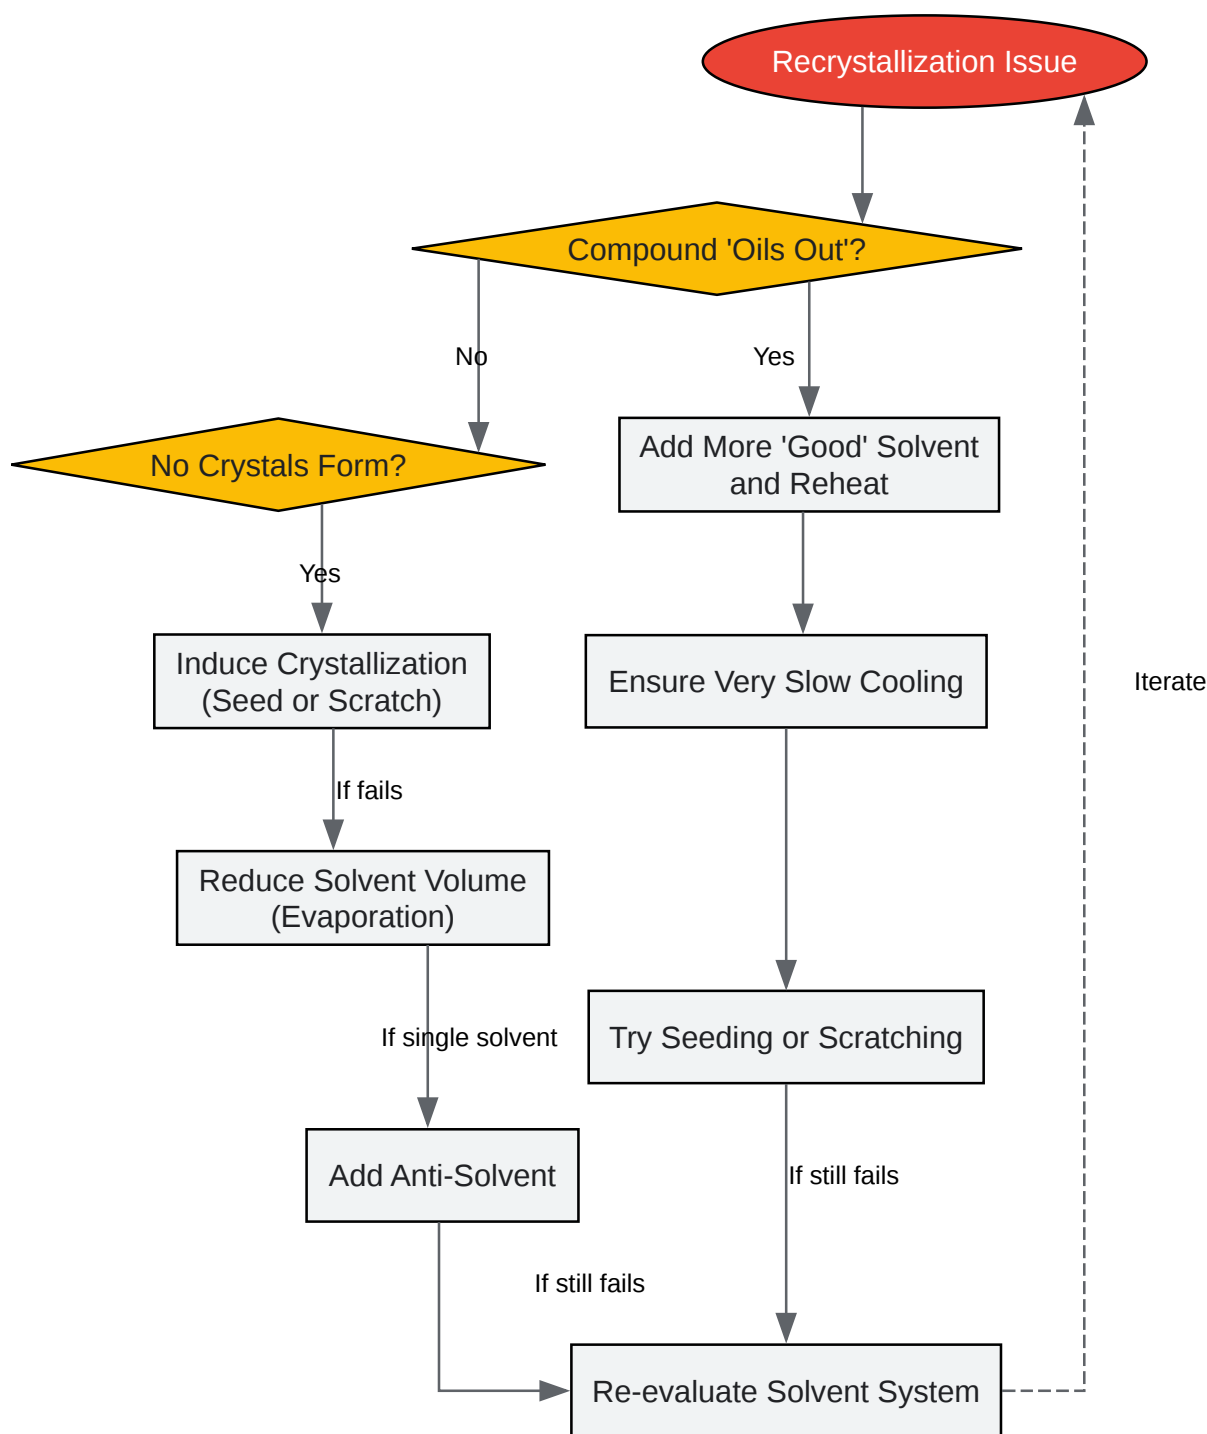 Recrystallization Issue
Compound 'Oils Out'?
No
Yes
No Crystals Form?
Add More 'Good' Solvent
and Reheat
Yes
Induce Crystallization
(Seed or Scratch)
Ensure Very Slow Cooling
Iterate
If fails
Reduce Solvent Volume
(Evaporation)
If single solvent
Try Seeding or Scratching
Add Anti-Solvent
If still fails
If still fails
Re-evaluate Solvent System